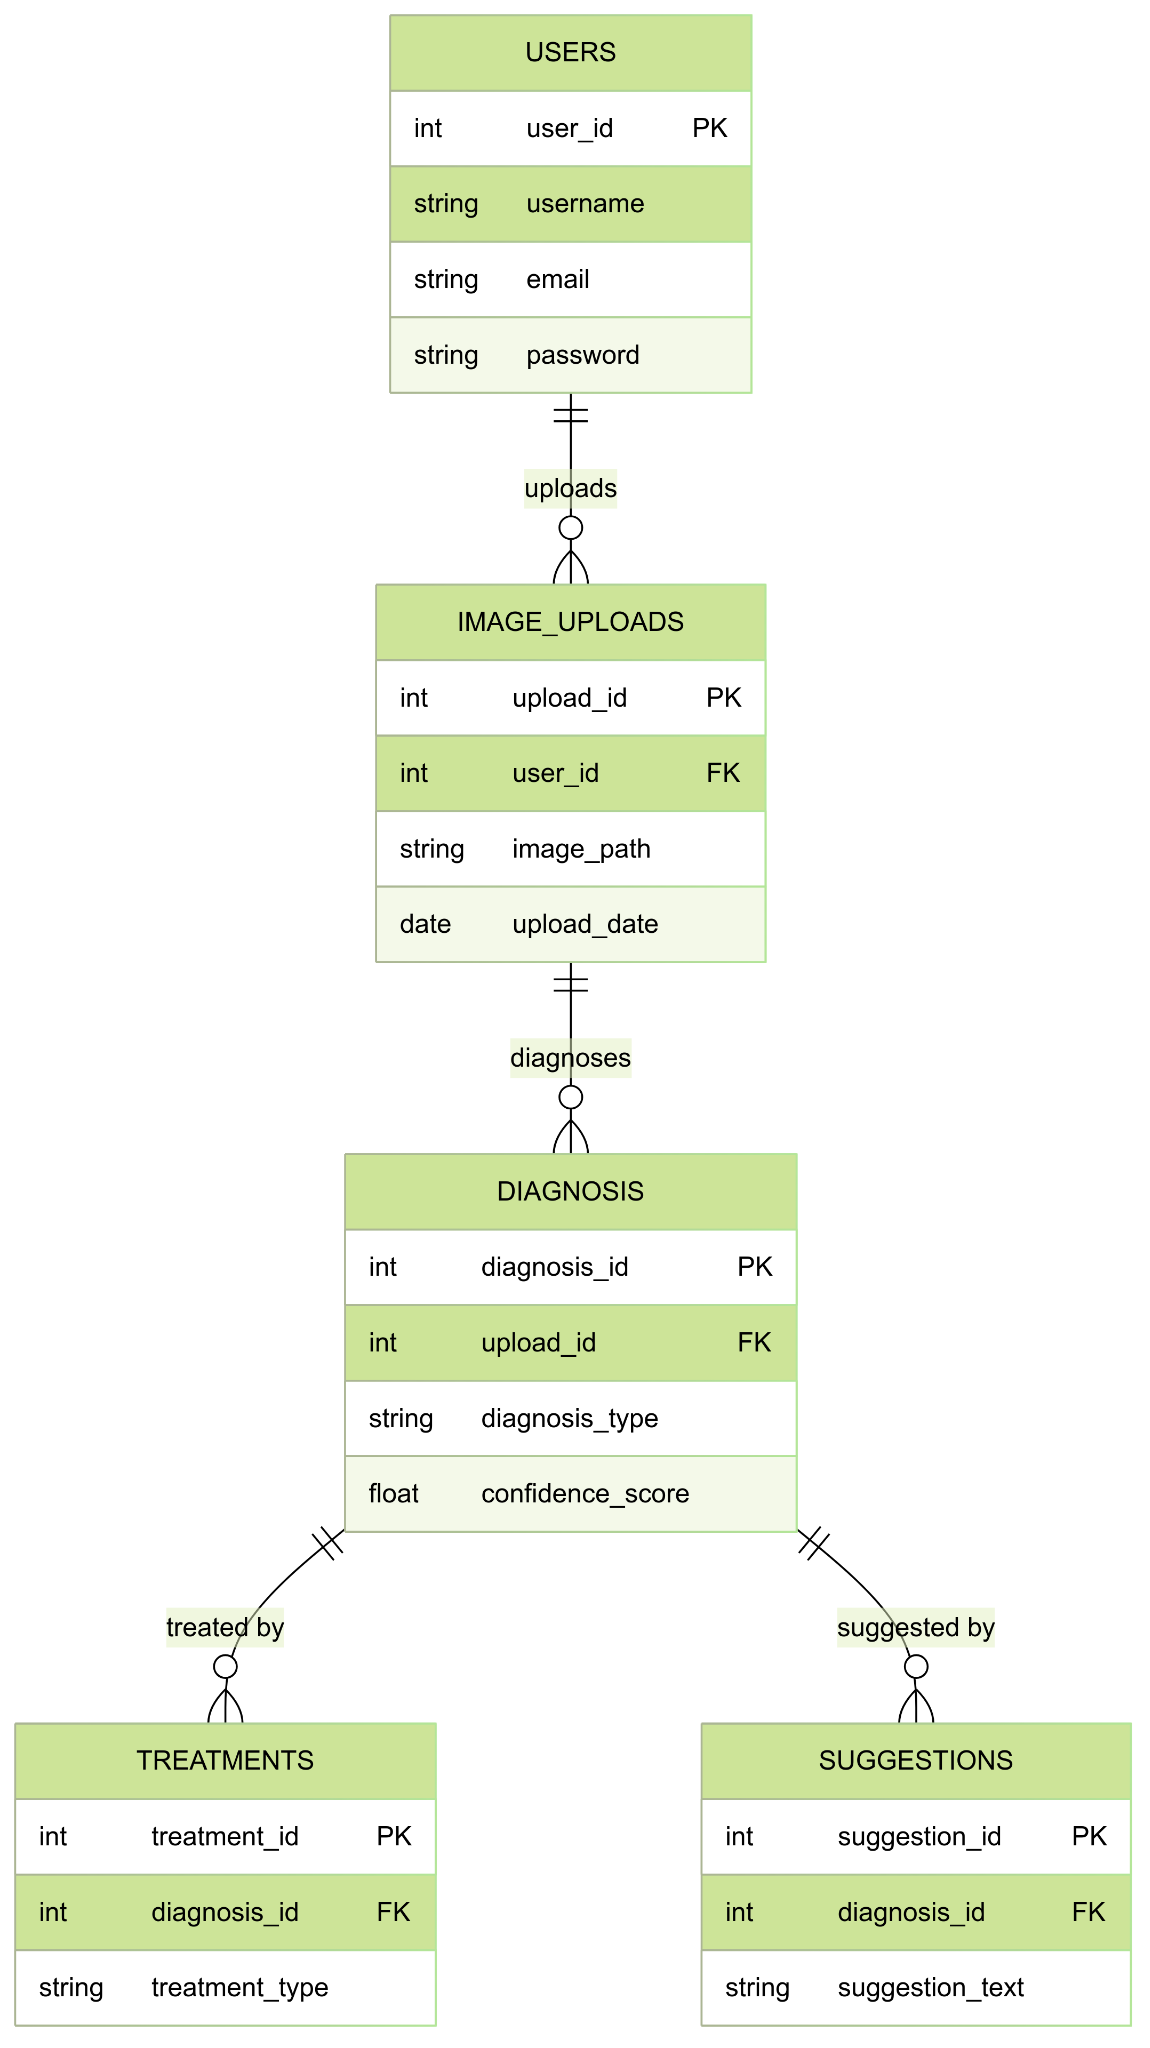 USERS
int user_id PK
string username
string email
string password
uploads
IMAGE_UPLOADS
int upload_id PK
int user_id FK
string image_path
date upload_date
diagnoses
DIAGNOSIS
int diagnosis_id PK
int upload_id FK
string diagnosis_type
float confidence_score
treated by
suggested by
TREATMENTS
int treatment_id PK
int diagnosis_id FK
string treatment_type
SUGGESTIONS
int suggestion_id PK
int diagnosis_id FK
string suggestion_text